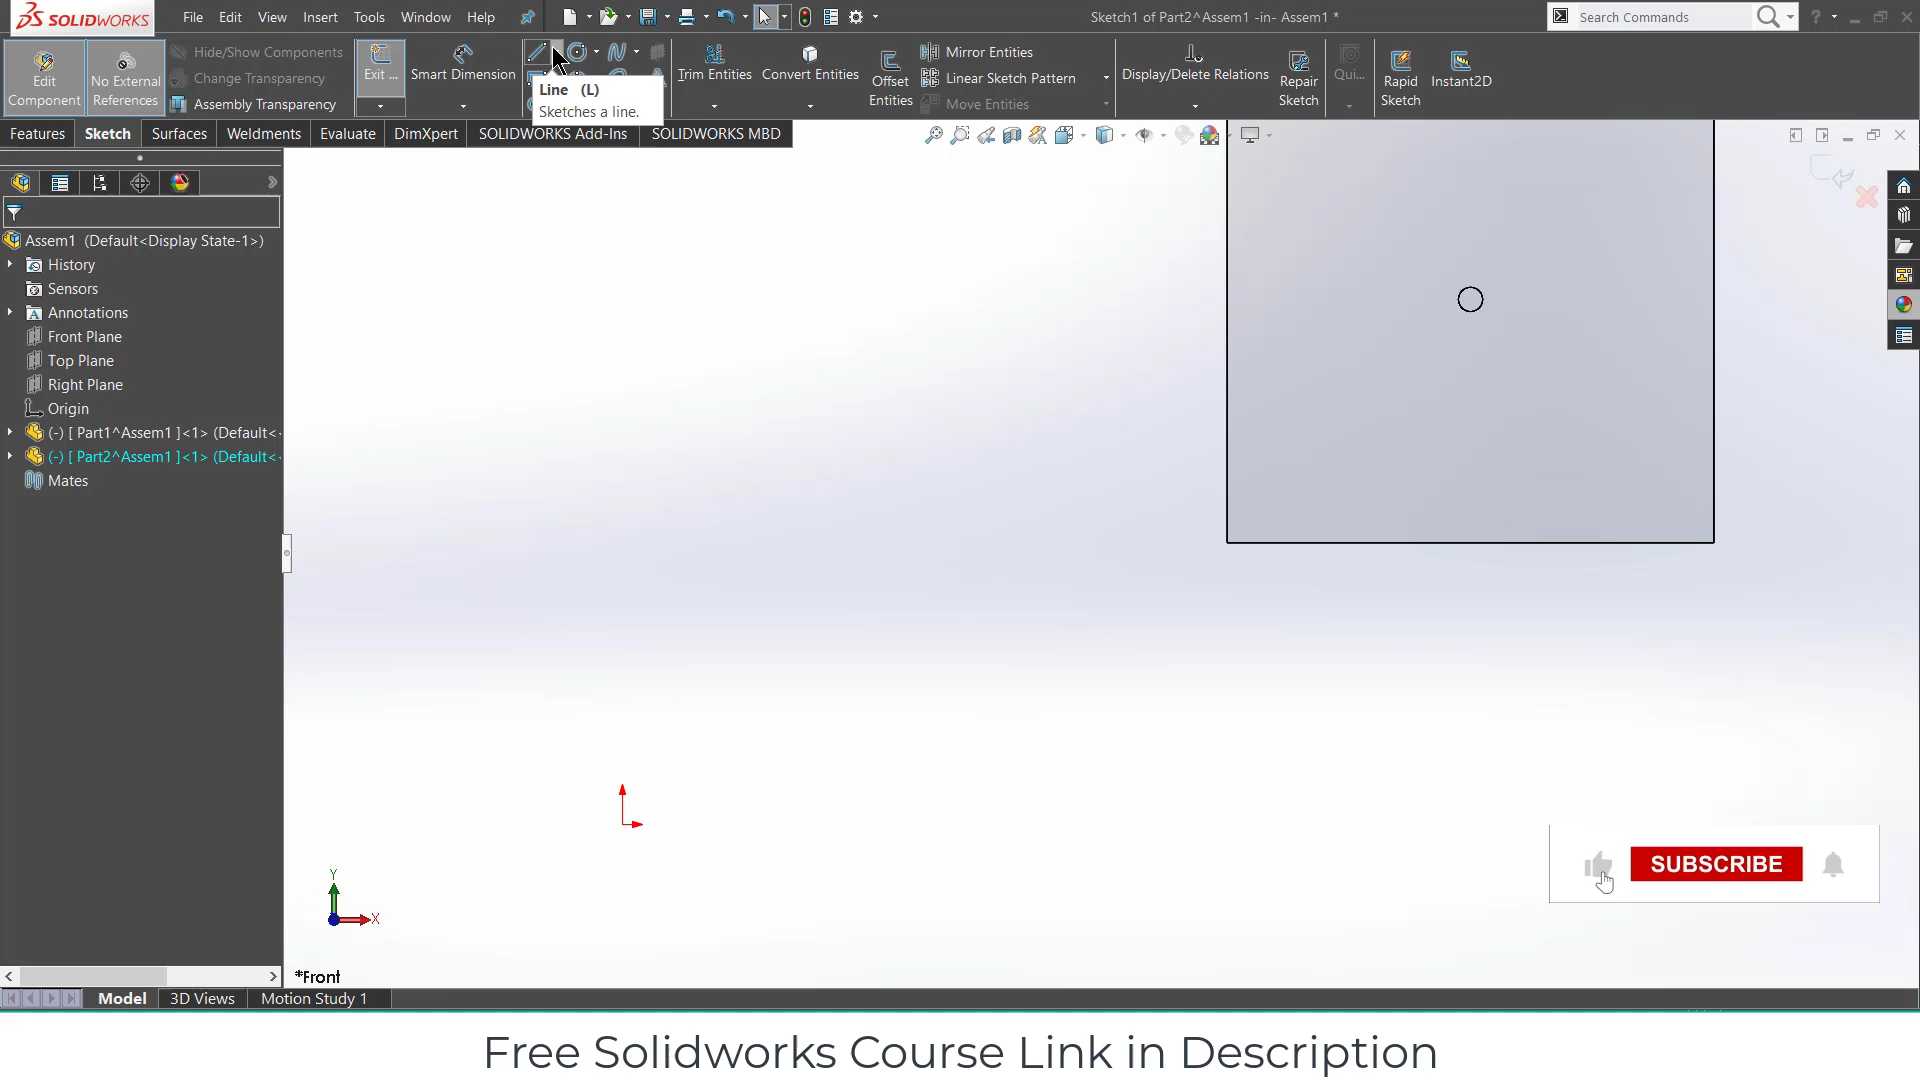 SOLIDWORKS
File Edit View Insert Tools Window Help
Sketch1 of Part2^Assem1 -in- Assem1 *
Search Commands
Edit Component
No External References
Hide/Show Components
Change Transparency
Assembly Transparency
Exit ...
Smart Dimension
Line (L)
Sketches a line.
Trim Entities
Convert Entities
Offset Entities
Mirror Entities
Linear Sketch Pattern
Move Entities
Display/Delete Relations
Repair Sketch
Qui...
Rapid Sketch
Instant2D
Features Sketch Surfaces Weldments Evaluate DimXpert SOLIDWORKS Add-Ins SOLIDWORKS MBD
Assem1 (Default<Display State-1>)
History
Sensors
Annotations
Front Plane
Top Plane
Right Plane
Origin
(-) [ Part1^Assem1 ]<1> (Default<
(-) [ Part2^Assem1 ]<1> (Default<
Mates
Y
X
*Front
SUBSCRIBE
Model 3D Views Motion Study 1
Free Solidworks Course Link in Description